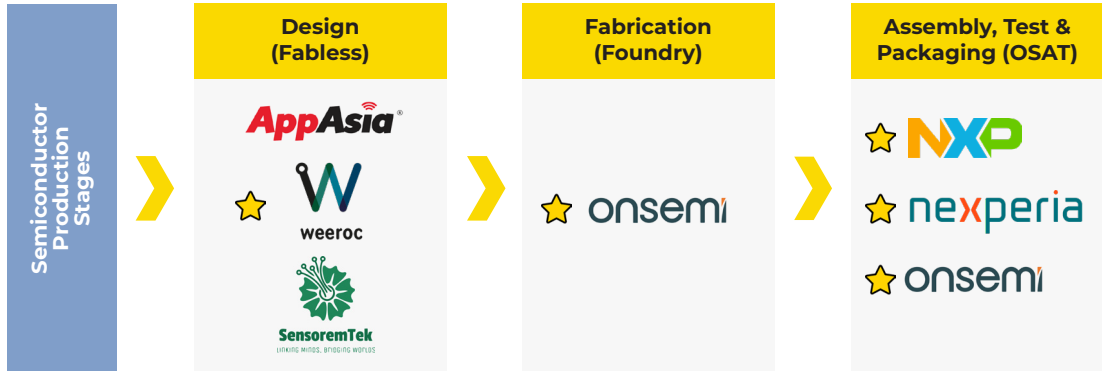 Semiconductor
Production
Stages
Design
(Fabless)
AppAsia®
weeroc
SensoremTek
LINKING MINDS, BRIDGING WORLDS
Fabrication
(Foundry)
onsemi
Assembly, Test &
Packaging (OSAT)
NXP
nexperia
onsemi